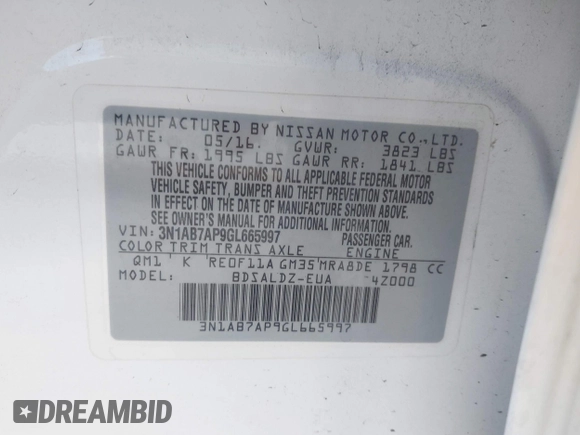 MANUFACTURED BY NISSAN MOTOR CO., LTD.
DATE: 05/16 GVWR: 3823 LBS
GAWR FR: 1995 LBS GAWR RR: 1841 LBS
THIS VEHICLE CONFORMS TO ALL APPLICABLE FEDERAL MOTOR
VEHICLE SAFETY, BUMPER AND THEFT PREVENTION STANDARDS
IN EFFECT ON THE DATE OF MANUFACTURE SHOWN ABOVE.
SEE OWNER'S MANUAL FOR ADDITIONAL INFORMATION.
VIN: 3N1AB7AP9GL665997 PASSENGER CAR.
COLOR TRIM TRANS AXLE ENGINE
QM1 K RE0F11A GM35 MRA8DE 1798 CC
MODEL: BDSALDZ-EUA 4Z000
3N1AB7AP9GL665997
DREAMBID